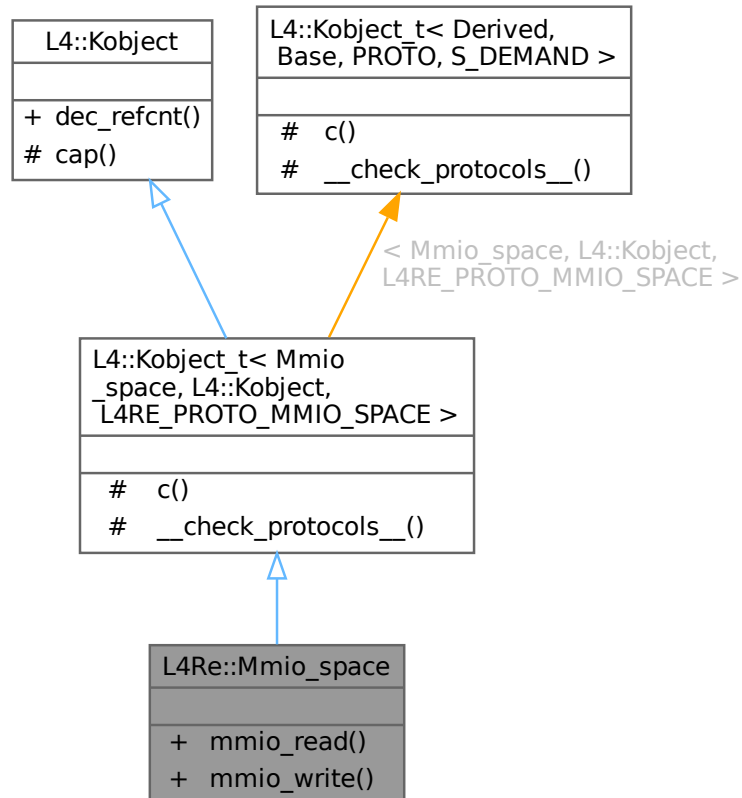 L4::Kobject
+ dec_refcnt()
# cap()
L4::Kobject_t< Derived,
Base, PROTO, S_DEMAND >
# c()
# __check_protocols__()
< Mmio_space, L4::Kobject,
L4RE_PROTO_MMIO_SPACE >
L4::Kobject_t< Mmio
_space, L4::Kobject,
L4RE_PROTO_MMIO_SPACE >
# c()
# __check_protocols__()
L4Re::Mmio_space
+ mmio_read()
+ mmio_write()